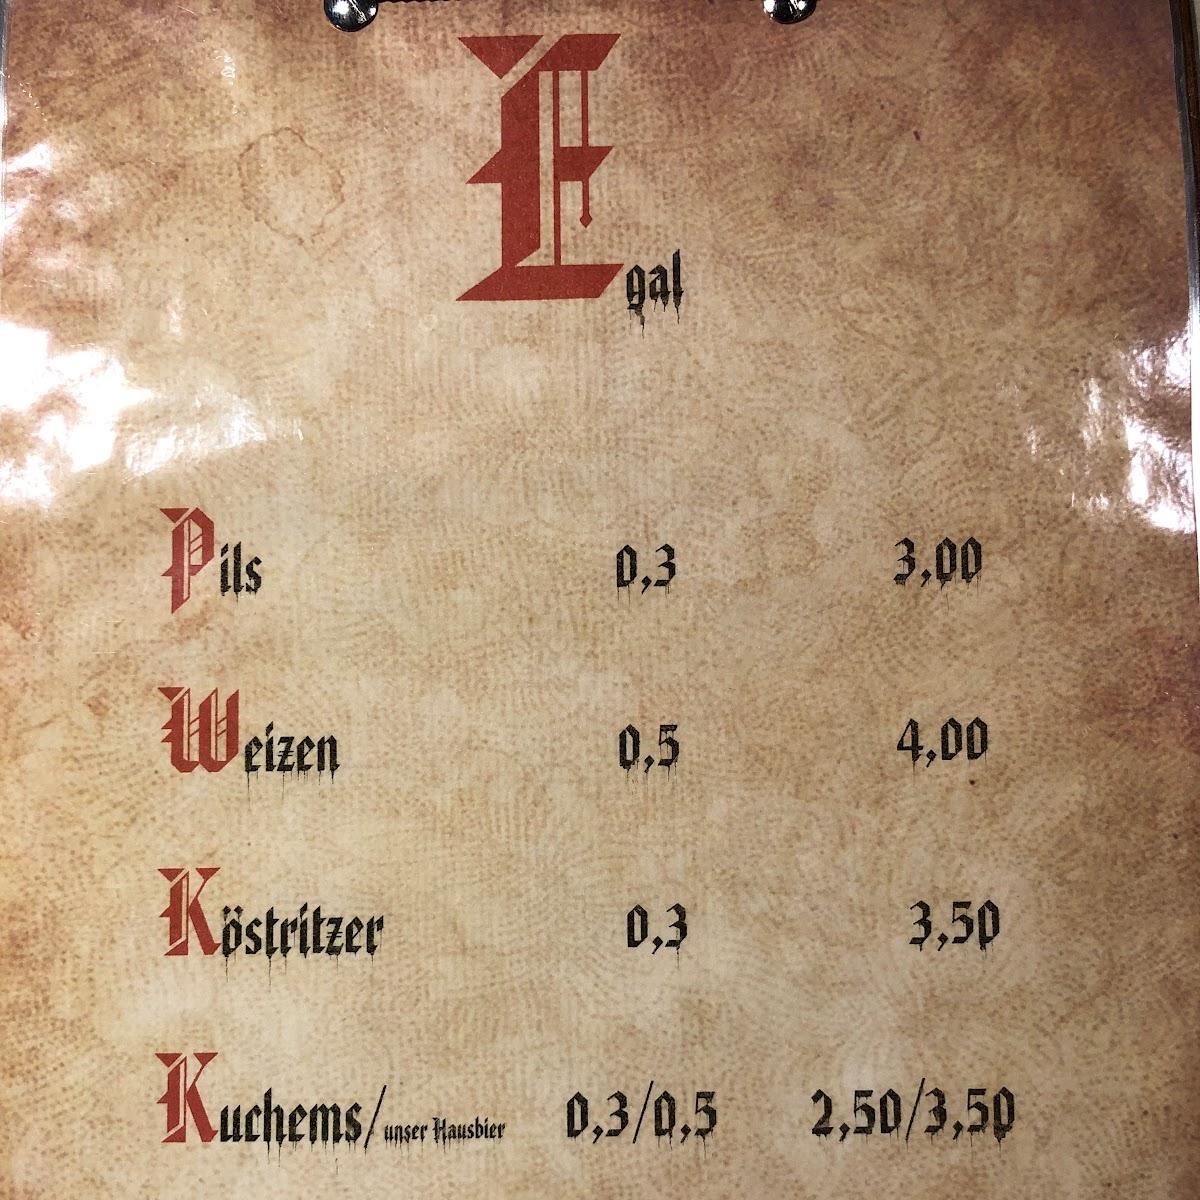 Egal
Pils 0,3 3,00
Weizen 0,5 4,00
Köstritzer 0,3 3,50
Kuchems/unser Hausbier 0,3/0,5 2,50/3,50